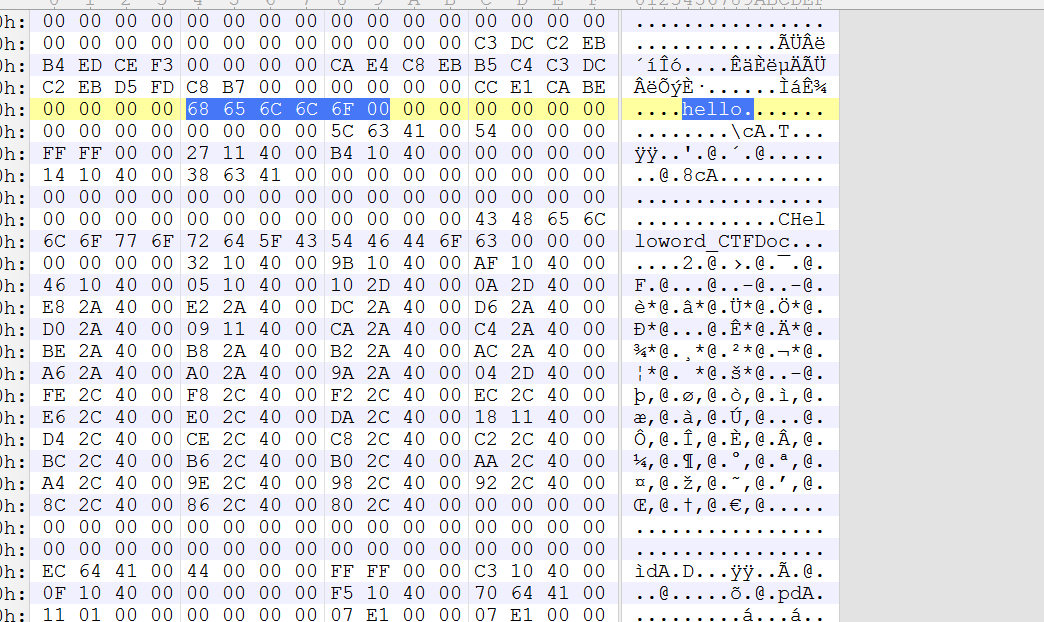 0 1 2 3 4 5 6 7 8 9 A B C D E F 0123456789ABCDEF
0h: 00 00 00 00 00 00 00 00 00 00 00 00 00 00 00 00 ................
0h: 00 00 00 00 00 00 00 00 00 00 00 00 C3 DC C2 EB ............ÃÜÂë
0h: B4 ED CE F3 00 00 00 00 CA E4 C8 EB B5 C4 C3 DC ´íÎó....ÊäÈëµÄÃÜ
0h: C2 EB D5 FD C8 B7 00 00 00 00 00 00 CC E1 CA BE ÂëÕýÈ·......ÌáÊ¾
0h: 00 00 00 00 68 65 6C 6C 6F 00 00 00 00 00 00 00 ....hello.......
0h: 00 00 00 00 00 00 00 00 5C 63 41 00 54 00 00 00 ........\cA.T...
0h: FF FF 00 00 27 11 40 00 B4 10 40 00 00 00 00 00 ÿÿ..'.@.´.@.....
0h: 14 10 40 00 38 63 41 00 00 00 00 00 00 00 00 00 ..@.8cA.........
0h: 00 00 00 00 00 00 00 00 00 00 00 00 00 00 00 00 ................
0h: 00 00 00 00 00 00 00 00 00 00 00 00 43 48 65 6C ............CHel
0h: 6C 6F 77 6F 72 64 5F 43 54 46 44 6F 63 00 00 00 loword_CTFDoc...
0h: 00 00 00 00 32 10 40 00 9B 10 40 00 AF 10 40 00 ....2.@.›.@.¯.@.
0h: 46 10 40 00 05 10 40 00 10 2D 40 00 0A 2D 40 00 F.@...@..-@..-@.
0h: E8 2A 40 00 E2 2A 40 00 DC 2A 40 00 D6 2A 40 00 è*@.â*@.Ü*@.Ö*@.
0h: D0 2A 40 00 09 11 40 00 CA 2A 40 00 C4 2A 40 00 Ð*@...@.Ê*@.Ä*@.
0h: BE 2A 40 00 B8 2A 40 00 B2 2A 40 00 AC 2A 40 00 ¾*@.¸*@.²*@.¬*@.
0h: A6 2A 40 00 A0 2A 40 00 9A 2A 40 00 04 2D 40 00 ¦*@. *@.š*@..-@.
0h: FE 2C 40 00 F8 2C 40 00 F2 2C 40 00 EC 2C 40 00 þ,@.ø,@.ò,@.ì,@.
0h: E6 2C 40 00 E0 2C 40 00 DA 2C 40 00 18 11 40 00 æ,@.à,@.Ú,@...@.
0h: D4 2C 40 00 CE 2C 40 00 C8 2C 40 00 C2 2C 40 00 Ô,@.Î,@.È,@.Â,@.
0h: BC 2C 40 00 B6 2C 40 00 B0 2C 40 00 AA 2C 40 00 ¼,@.¶,@.°,@.ª,@.
0h: A4 2C 40 00 9E 2C 40 00 98 2C 40 00 92 2C 40 00 ¤,@.ž,@.˜,@.’,@.
0h: 8C 2C 40 00 86 2C 40 00 80 2C 40 00 00 00 00 00 Œ,@.†,@.€,@.....
0h: 00 00 00 00 00 00 00 00 00 00 00 00 00 00 00 00 ................
0h: 00 00 00 00 00 00 00 00 00 00 00 00 00 00 00 00 ................
0h: EC 64 41 00 44 00 00 00 FF FF 00 00 C3 10 40 00 ìdA.D...ÿÿ..Ã.@.
0h: 0F 10 40 00 00 00 00 00 F5 10 40 00 70 64 41 00 ..@.....õ.@.pdA.
0h: 11 01 00 00 00 00 00 00 07 E1 00 00 07 E1 00 00 .........á...á..